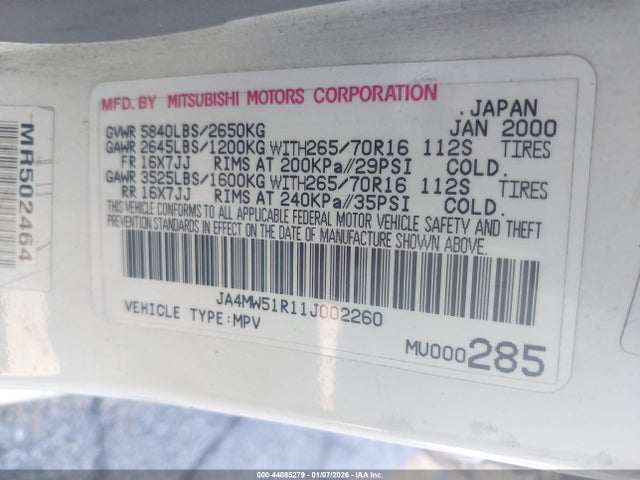 MFD. BY MITSUBISHI MOTORS CORPORATION
. JAPAN
GVWR 5840LBS/2650KG JAN 2000
GAWR 2645LBS/1200KG WITH265/70R16 112S TIRES
FR 16X7JJ RIMS AT 200KPa//29PSI COLD.
GAWR 3525LBS/1600KG WITH265/70R16 112S TIRES
RR 16X7JJ RIMS AT 240KPa//35PSI COLD.
THIS VEHICLE CONFORMS TO ALL APPLICABLE FEDERAL MOTOR VEHICLE SAFETY AND THEFT
PREVENTION STANDARDS IN EFFECT ON THE DATE OF MANUFACTURE SHOWN ABOVE.
JA4MW51R11J002260
VEHICLE TYPE:MPV
MU000285
MR502464
000-44085279 - 01/07/2026 - IAA Inc.